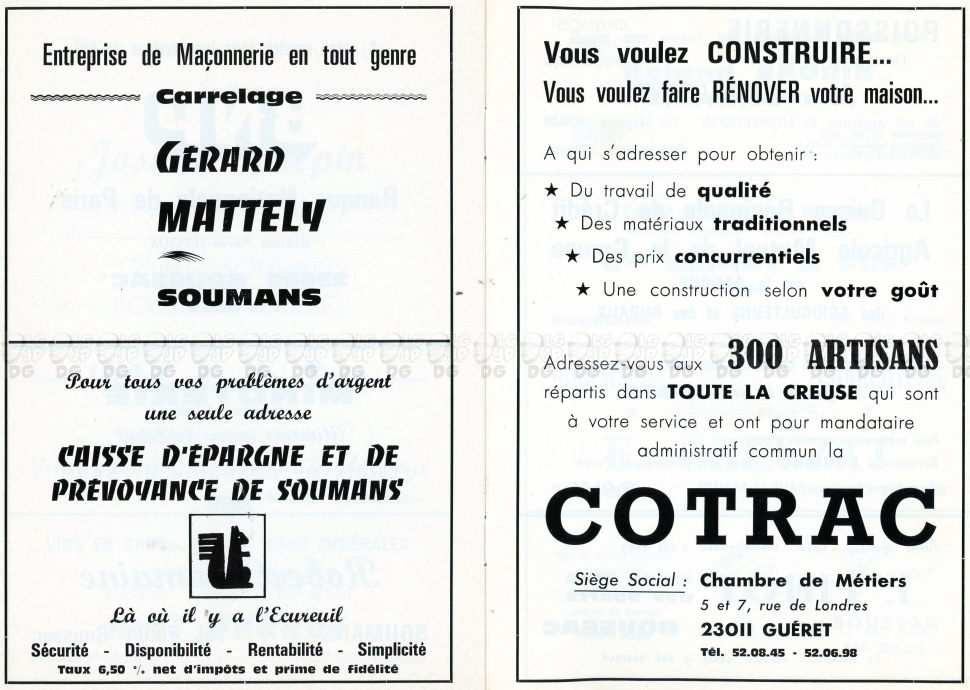 Entreprise de Maçonnerie en tout genre
Carrelage
GÉRARD
MATTELY
SOUMANS
Pour tous vos problèmes d'argent
une seule adresse
CAISSE D'ÉPARGNE ET DE
PRÉVOYANCE DE SOUMANS
Là où il y a l'Ecureuil
Sécurité - Disponibilité - Rentabilité - Simplicité
Taux 6,50 % net d'impôts et prime de fidélité
Vous voulez CONSTRUIRE...
Vous voulez faire RÉNOVER votre maison...
A qui s'adresser pour obtenir :
★ Du travail de qualité
★ Des matériaux traditionnels
★ Des prix concurrentiels
★ Une construction selon votre goût
Adressez-vous aux 300 ARTISANS
répartis dans TOUTE LA CREUSE qui sont
à votre service et ont pour mandataire
administratif commun la
COTRAC
Siège Social : Chambre de Métiers
5 et 7, rue de Londres
23011 GUÉRET
Tél. 52.08.45 - 52.06.98